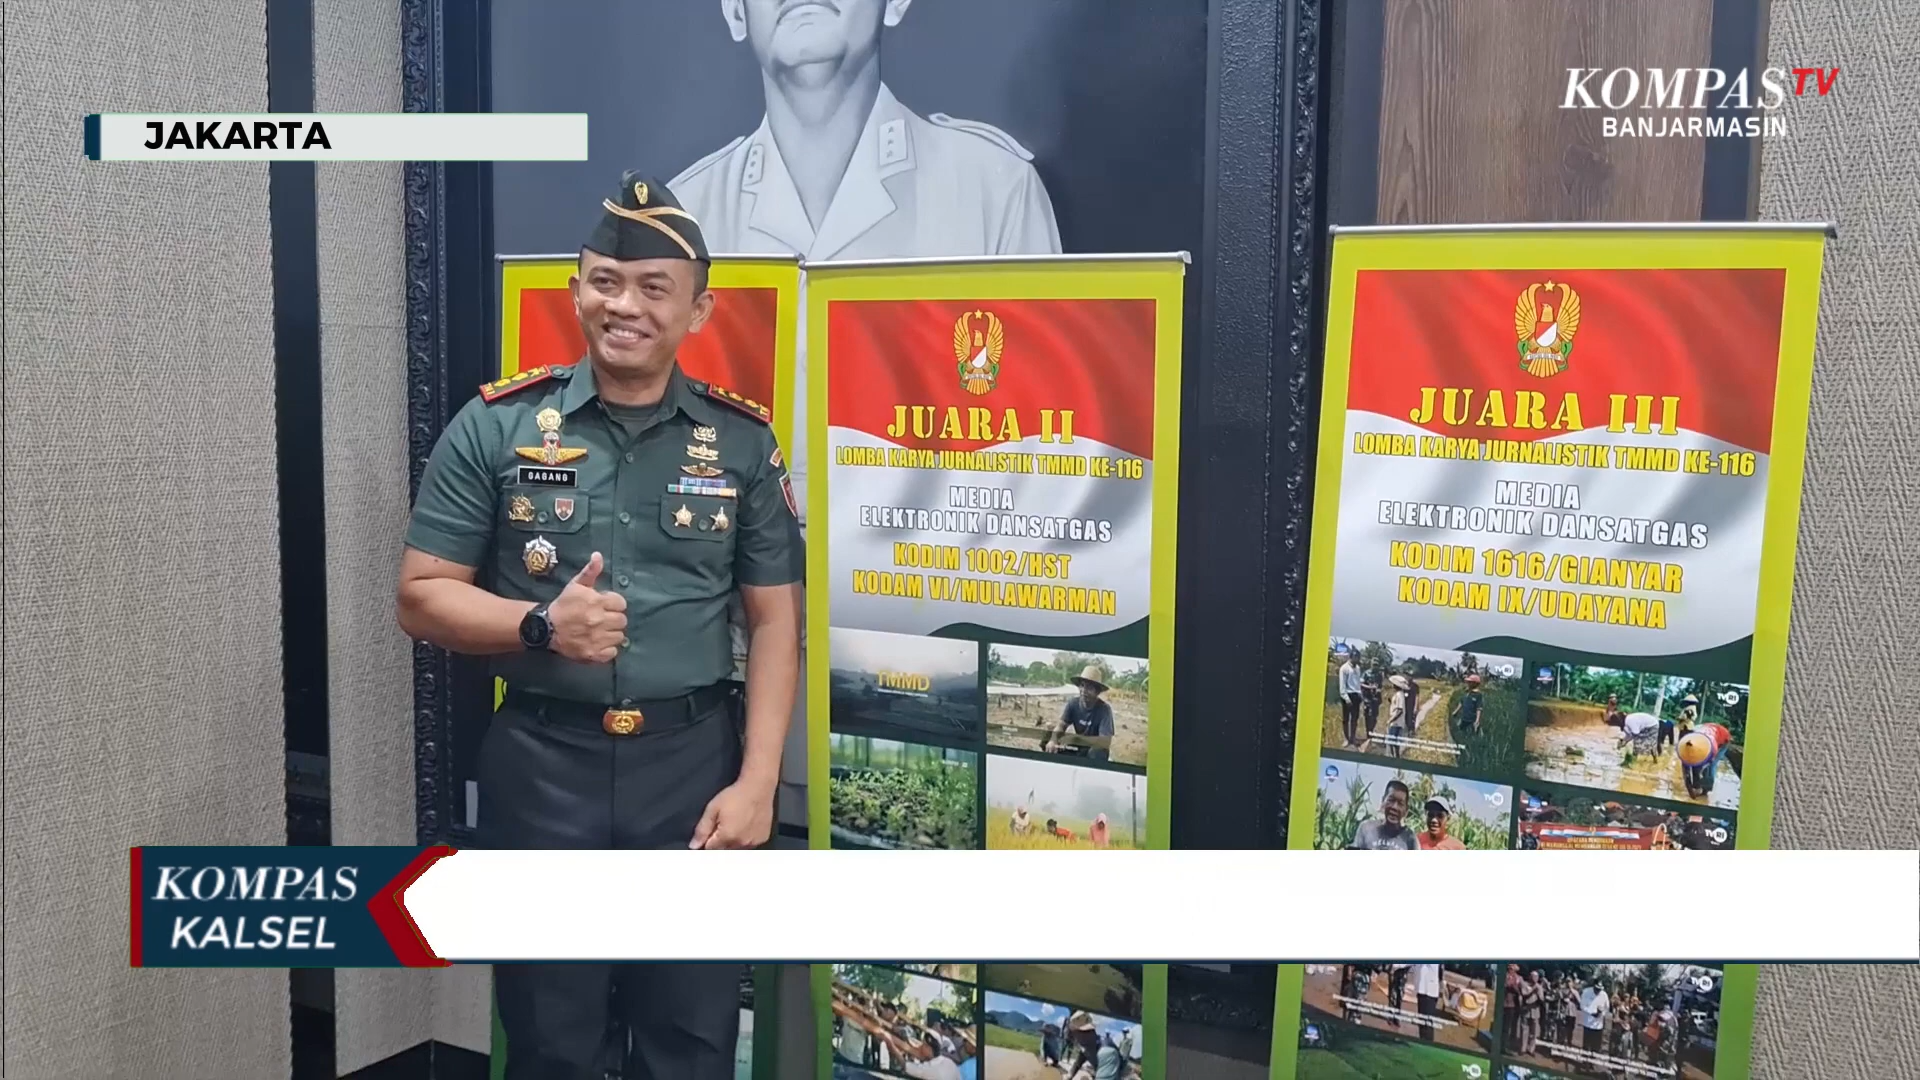 JAKARTA
KOMPASTV
BANJARMASIN
GAGANG
JUARA II
LOMBA KARYA JURNALISTIK TMMD KE-116
MEDIA
ELEKTRONIK DANSATGAS
KODIM 1002/HST
KODAM VI/MULAWARMAN
TMMD
JUARA III
LOMBA KARYA JURNALISTIK TMMD KE-116
MEDIA
ELEKTRONIK DANSATGAS
KODIM 1616/GIANYAR
KODAM IX/UDAYANA
KOMPAS
KALSEL